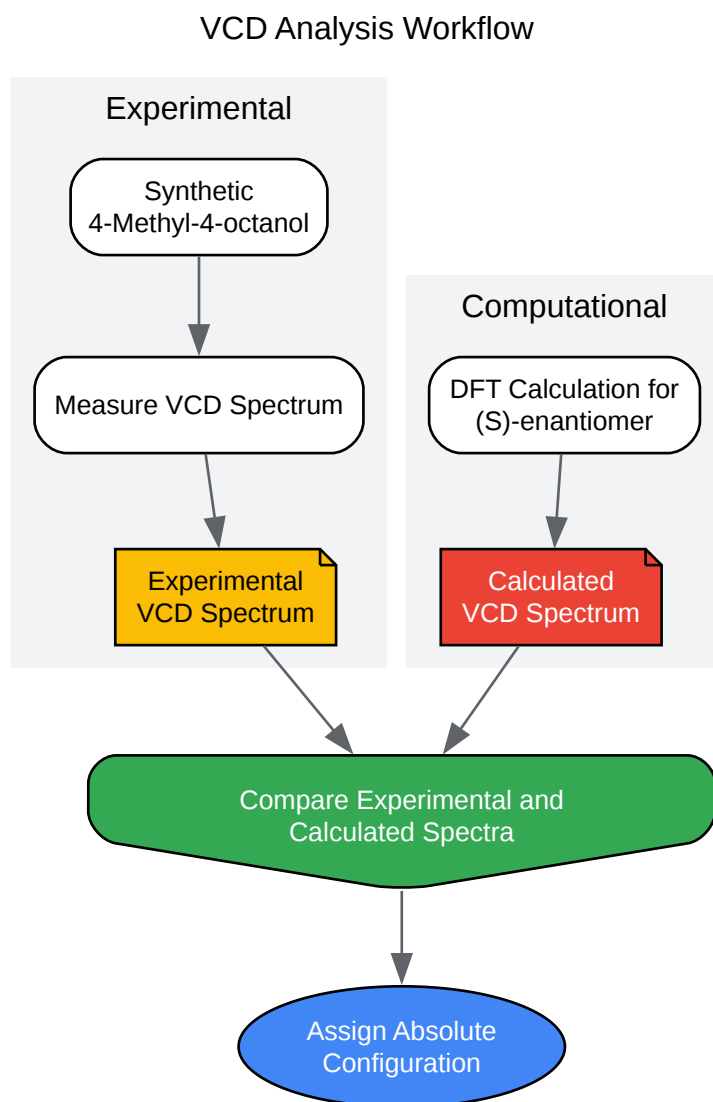 VCD Analysis Workflow
Experimental
Synthetic
4-Methyl-4-octanol
Measure VCD Spectrum
Experimental
VCD Spectrum
Computational
DFT Calculation for
(S)-enantiomer
Calculated
VCD Spectrum
Compare Experimental and
Calculated Spectra
Assign Absolute
Configuration